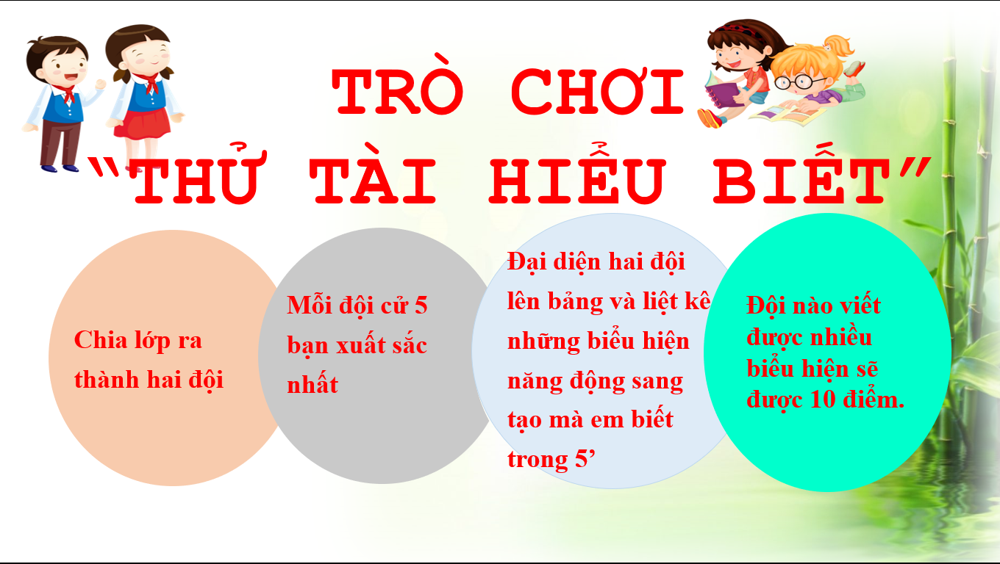 TRÒ CHƠI
“THỬ TÀI HIỂU BIẾT”
Chia lớp ra
thành hai đội
Mỗi đội cử 5
bạn xuất sắc
nhất
Đại diện hai đội
lên bảng và liệt kê
những biểu hiện
năng động sang
tạo mà em biết
trong 5’
Đội nào viết
được nhiều
biểu hiện sẽ
được 10 điểm.